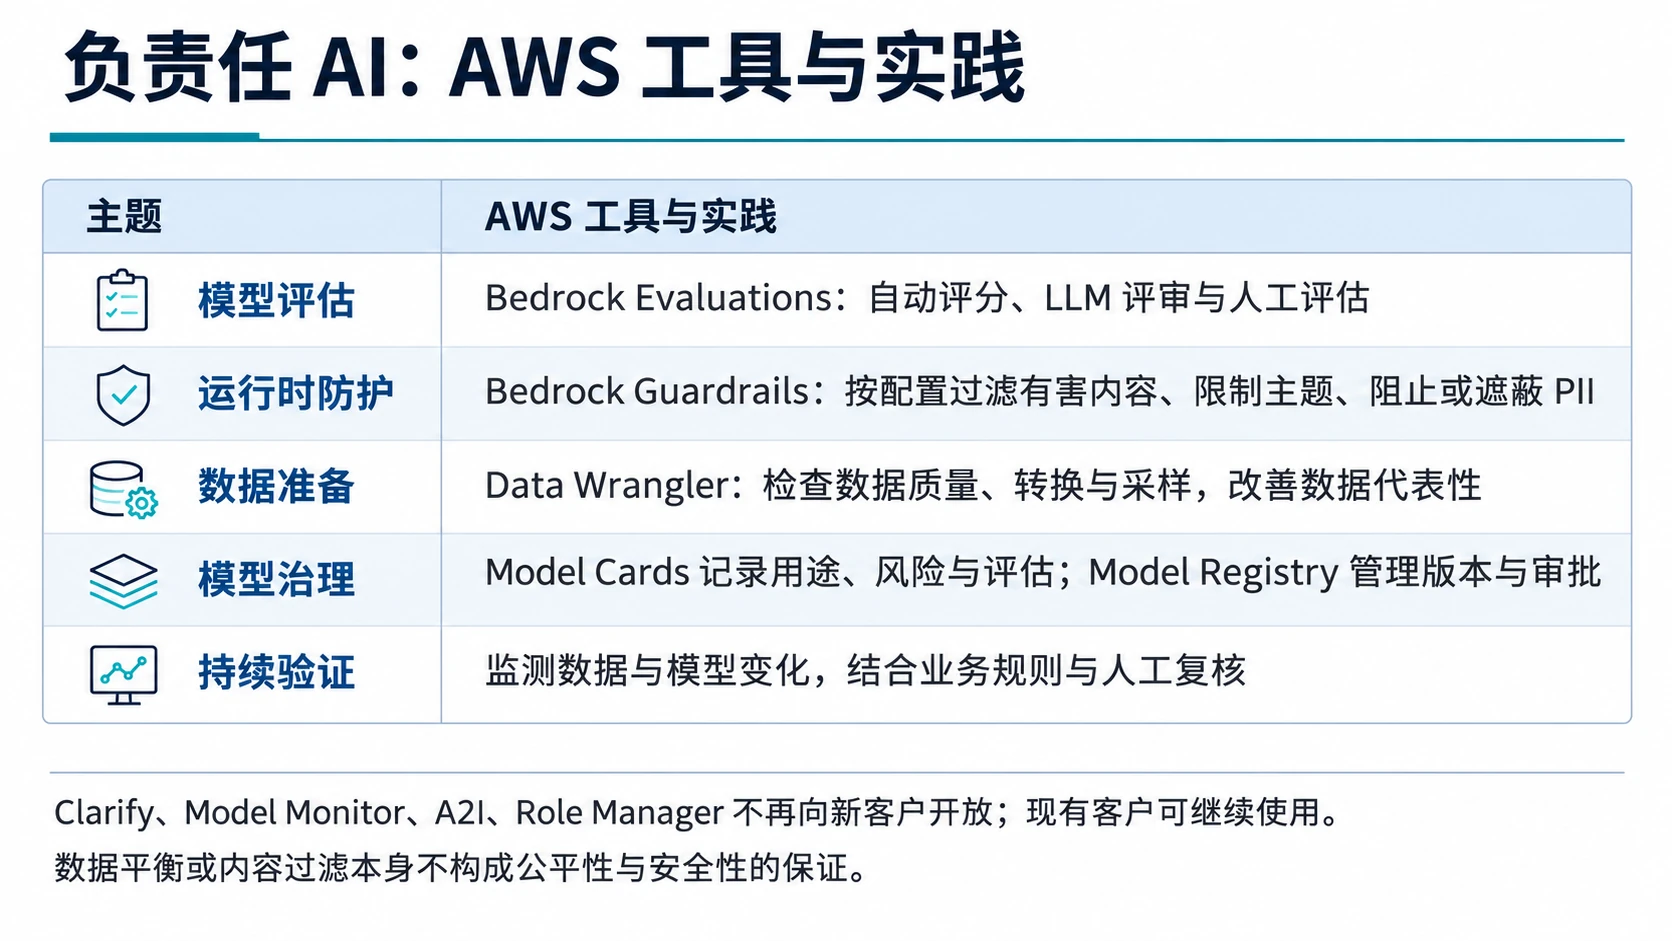 负责任 AI：AWS 工具与实践
主题
AWS 工具与实践
模型评估
Bedrock Evaluations：自动评分、LLM 评审与人工评估
运行时防护
Bedrock Guardrails：按配置过滤有害内容、限制主题、阻止或遮蔽 PII
数据准备
Data Wrangler：检查数据质量、转换与采样，改善数据代表性
模型治理
Model Cards 记录用途、风险与评估；Model Registry 管理版本与审批
持续验证
监测数据与模型变化，结合业务规则与人工复核
Clarify、Model Monitor、A2I、Role Manager 不再向新客户开放；现有客户可继续使用。
数据平衡或内容过滤本身不构成公平性与安全性的保证。